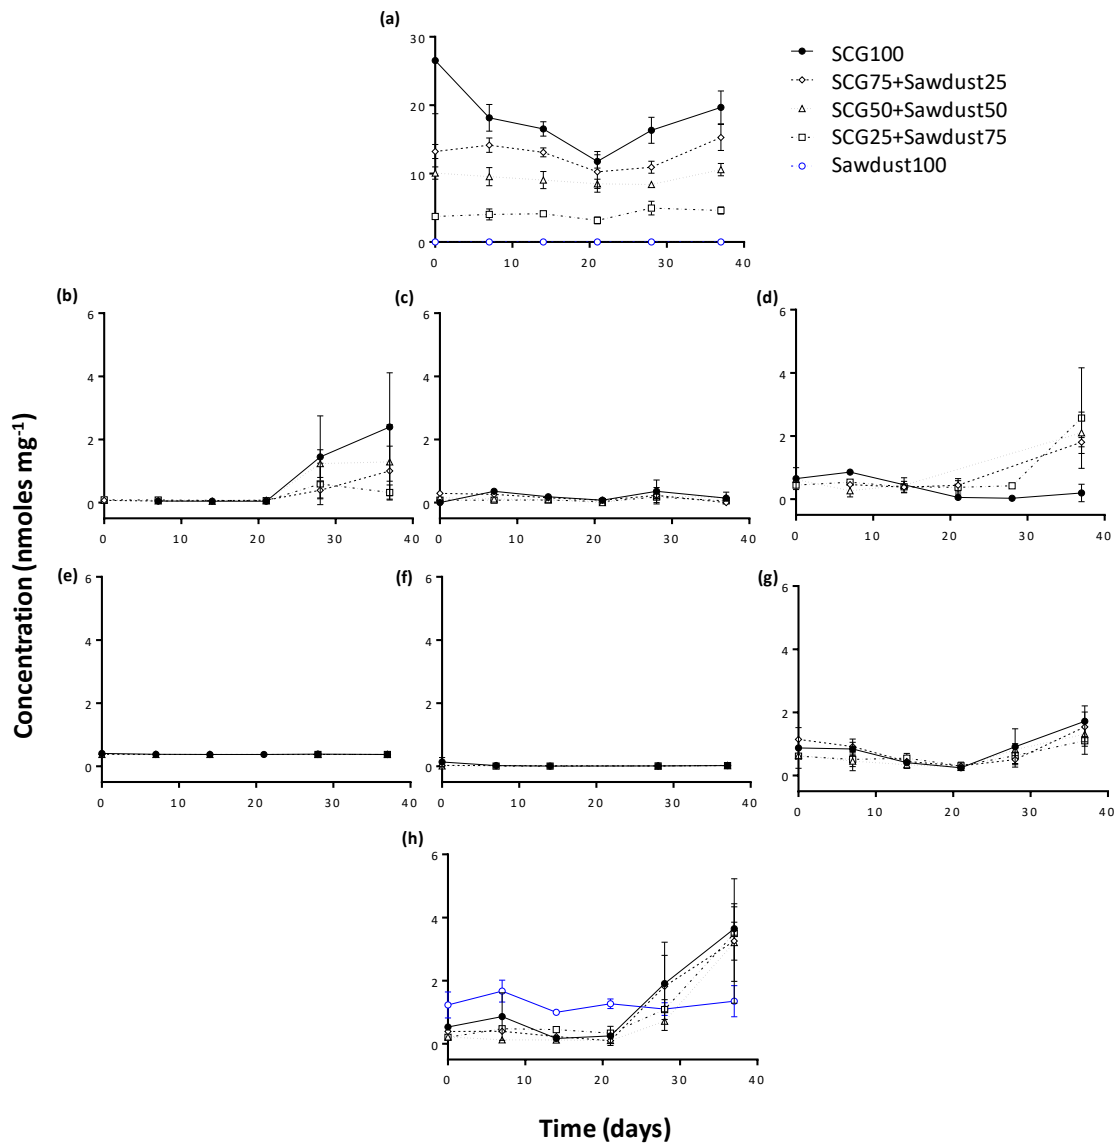 (a)
30
20
10
0
0 10 20 30 40
SCG100
SCG75+Sawdust25
SCG50+Sawdust50
SCG25+Sawdust75
Sawdust100
(b)
6
4
2
0
0 10 20 30 40
(c)
6
4
2
0
0 10 20 30 40
(d)
6
4
2
0
0 10 20 30 40
Concentration (nmoles mg⁻¹)
(e)
6
4
2
0
0 10 20 30 40
(f)
6
4
2
0
0 10 20 30 40
(g)
6
4
2
0
0 10 20 30 40
(h)
6
4
2
0
0 10 20 30 40
Time (days)